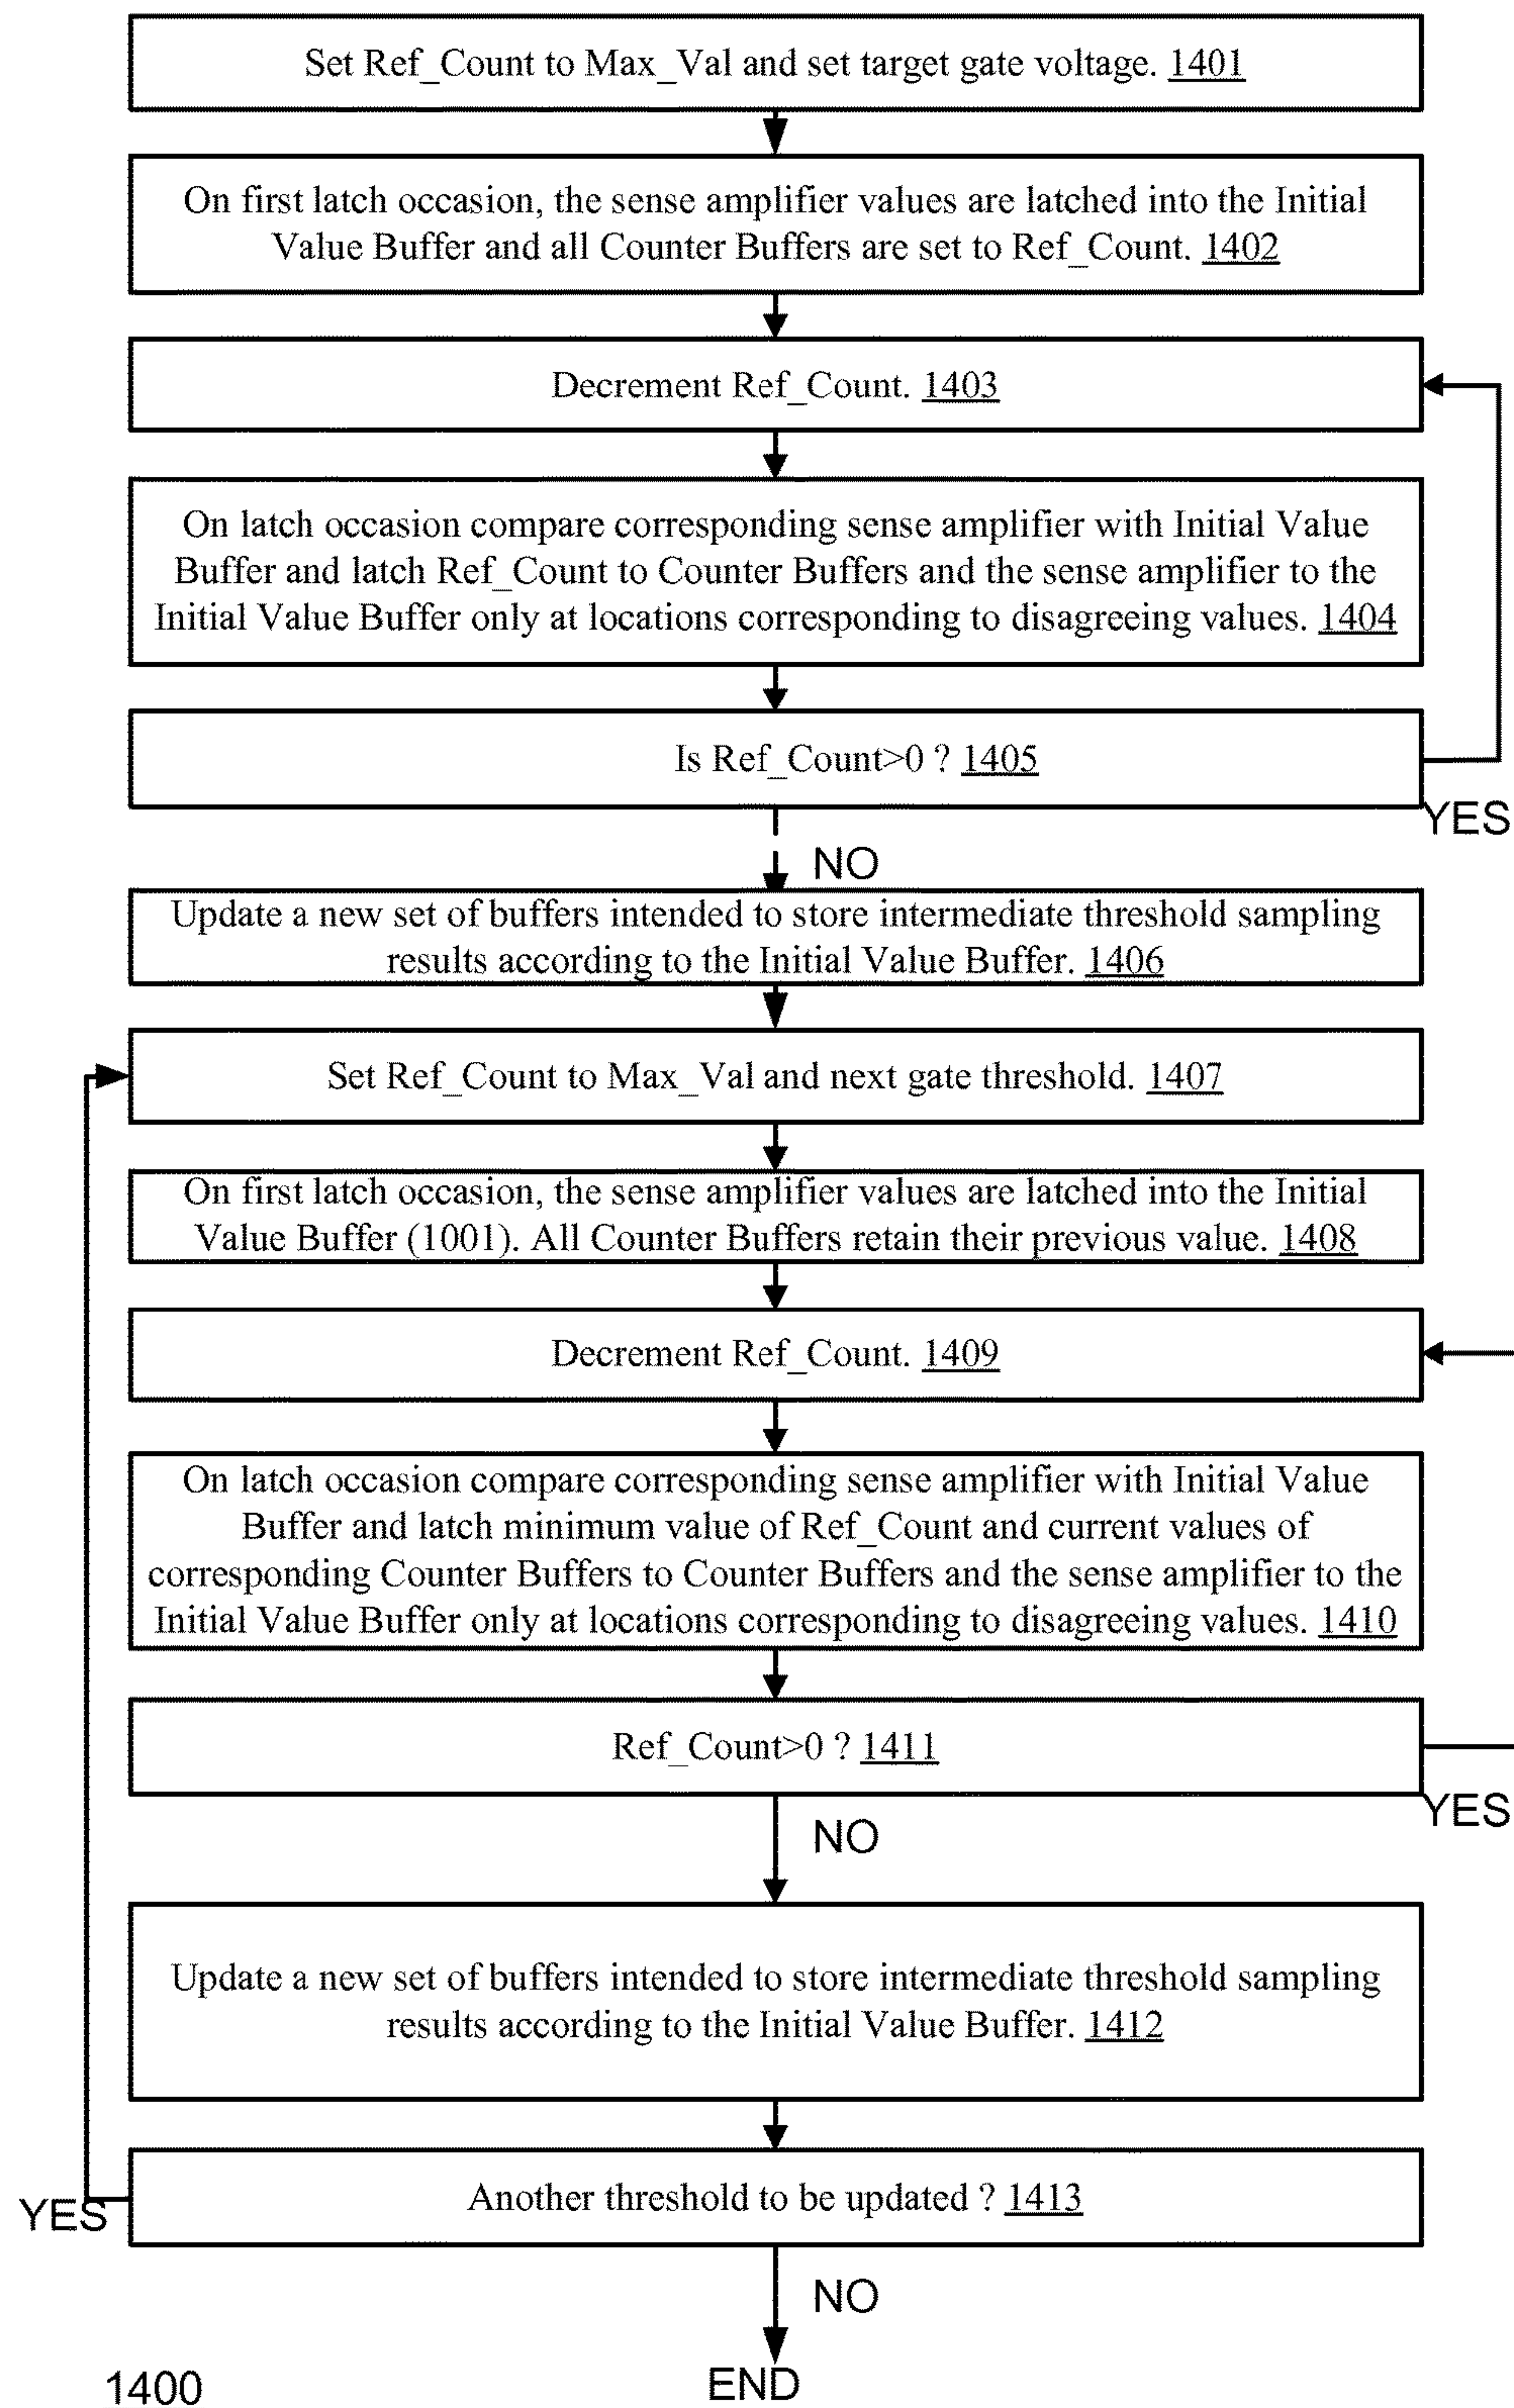 Set Ref_Count to Max_Val and set target gate voltage. 1401
On first latch occasion, the sense amplifier values are latched into the Initial
Value Buffer and all Counter Buffers are set to Ref_Count. 1402
Decrement Ref_Count. 1403
On latch occasion compare corresponding sense amplifier with Initial Value
Buffer and latch Ref_Count to Counter Buffers and the sense amplifier to the
Initial Value Buffer only at locations corresponding to disagreeing values. 1404
Is Ref_Count>0 ? 1405
YES
NO
Update a new set of buffers intended to store intermediate threshold sampling
results according to the Initial Value Buffer. 1406
Set Ref_Count to Max_Val and next gate threshold. 1407
On first latch occasion, the sense amplifier values are latched into the Initial
Value Buffer (1001). All Counter Buffers retain their previous value. 1408
Decrement Ref_Count. 1409
On latch occasion compare corresponding sense amplifier with Initial Value
Buffer and latch minimum value of Ref_Count and current values of
corresponding Counter Buffers to Counter Buffers and the sense amplifier to the
Initial Value Buffer only at locations corresponding to disagreeing values. 1410
Ref_Count>0 ? 1411
YES
NO
Update a new set of buffers intended to store intermediate threshold sampling
results according to the Initial Value Buffer. 1412
Another threshold to be updated ? 1413
YES
NO
END
1400